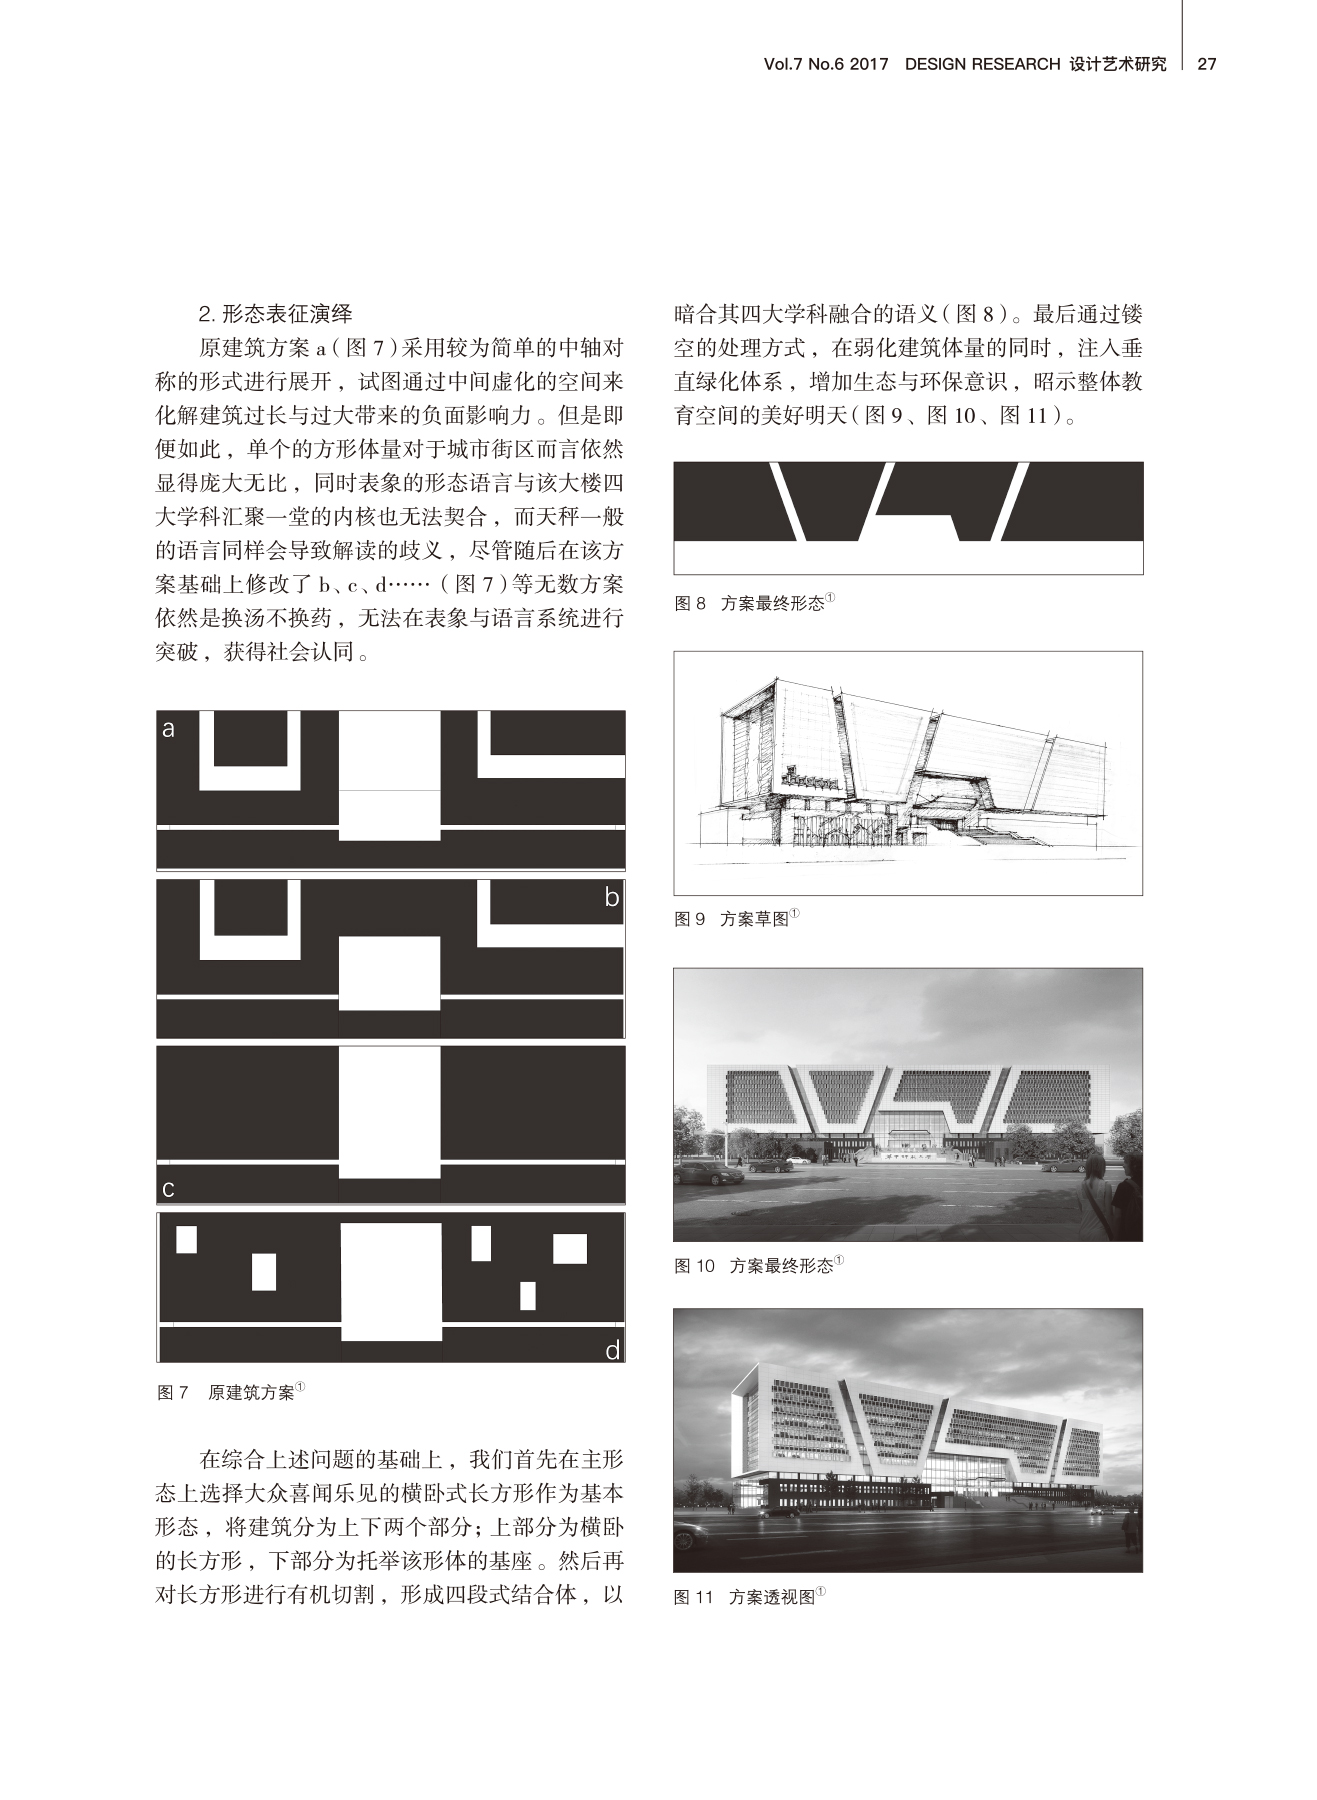 Vol.7 No.6 2017 DESIGN RESEARCH 设计艺术研究 27
2. 形态表征演绎
原建筑方案 a（图 7）采用较为简单的中轴对
称的形式进行展开，试图通过中间虚化的空间来
化解建筑过长与过大带来的负面影响力。但是即
便如此，单个的方形体量对于城市街区而言依然
显得庞大无比，同时表象的形态语言与该大楼四
大学科汇聚一堂的内核也无法契合，而天秤一般
的语言同样会导致解读的歧义，尽管随后在该方
案基础上修改了 b、c、d……（图 7）等无数方案
依然是换汤不换药，无法在表象与语言系统进行
突破，获得社会认同。
a
b
c
d
图 7 原建筑方案①
在综合上述问题的基础上，我们首先在主形
态上选择大众喜闻乐见的横卧式长方形作为基本
形态，将建筑分为上下两个部分；上部分为横卧
的长方形，下部分为托举该形体的基座。然后再
对长方形进行有机切割，形成四段式结合体，以
暗合其四大学科融合的语义（图 8）。最后通过镂
空的处理方式，在弱化建筑体量的同时，注入垂
直绿化体系，增加生态与环保意识，昭示整体教
育空间的美好明天（图 9、图 10、图 11）。
图 8 方案最终形态①
图 9 方案草图①
图 10 方案最终形态①
图 11 方案透视图①